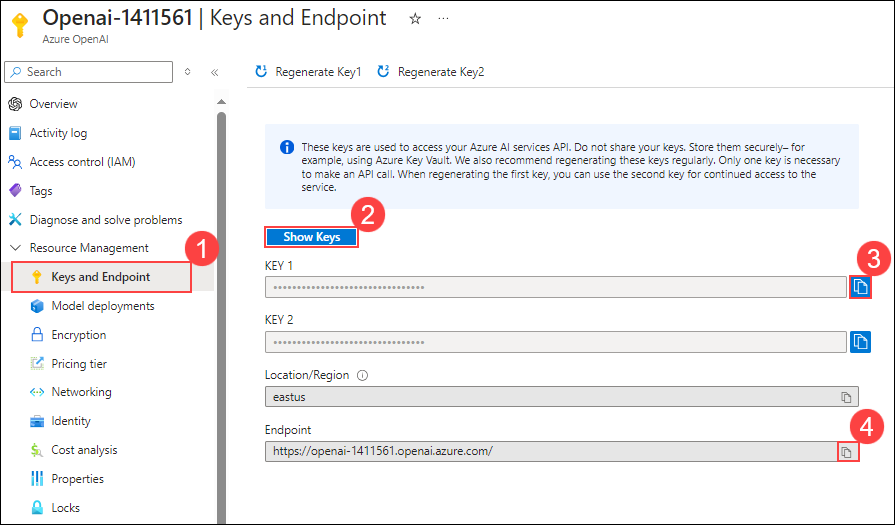 Openai-1411561 | Keys and Endpoint
Azure OpenAI
Search
Overview
Activity log
Access control (IAM)
Tags
Diagnose and solve problems
Resource Management
1
Keys and Endpoint
Model deployments
Encryption
Pricing tier
Networking
Identity
Cost analysis
Properties
Locks
Regenerate Key1
Regenerate Key2
These keys are used to access your Azure AI services API. Do not share your keys. Store them securely– for
example, using Azure Key Vault. We also recommend regenerating these keys regularly. Only one key is necessary
to make an API call. When regenerating the first key, you can use the second key for continued access to the
service.
2
Show Keys
KEY 1
3
KEY 2
Location/Region
eastus
Endpoint
4
https://openai-1411561.openai.azure.com/